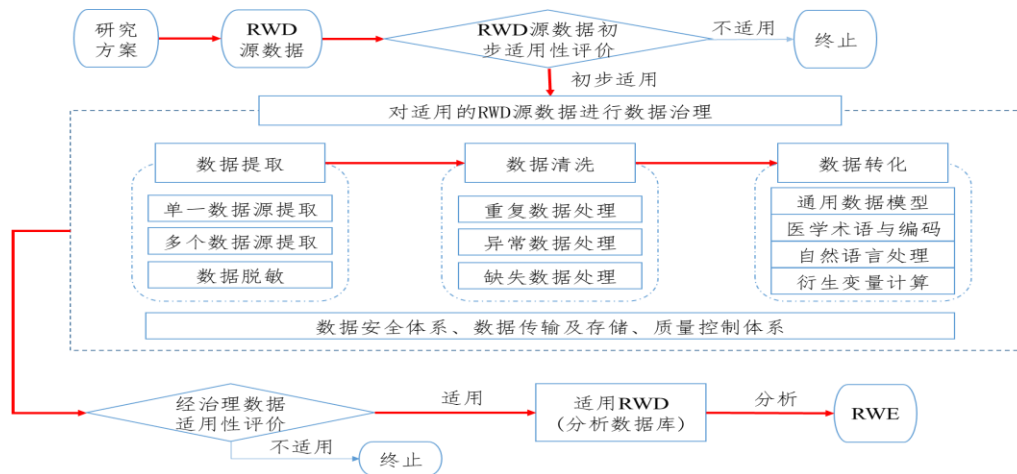 研究
方案
RWD
源数据
RWD源数据初
步适用性评价
不适用
终止
初步适用
对适用的RWD源数据进行数据治理
数据提取
数据清洗
数据转化
单一数据源提取
多个数据源提取
数据脱敏
重复数据处理
异常数据处理
缺失数据处理
通用数据模型
医学术语与编码
自然语言处理
衍生变量计算
数据安全体系、数据传输及存储、质量控制体系
经治理数据
适用性评价
适用
适用RWD
(分析数据库)
分析
RWE
不适用
终止